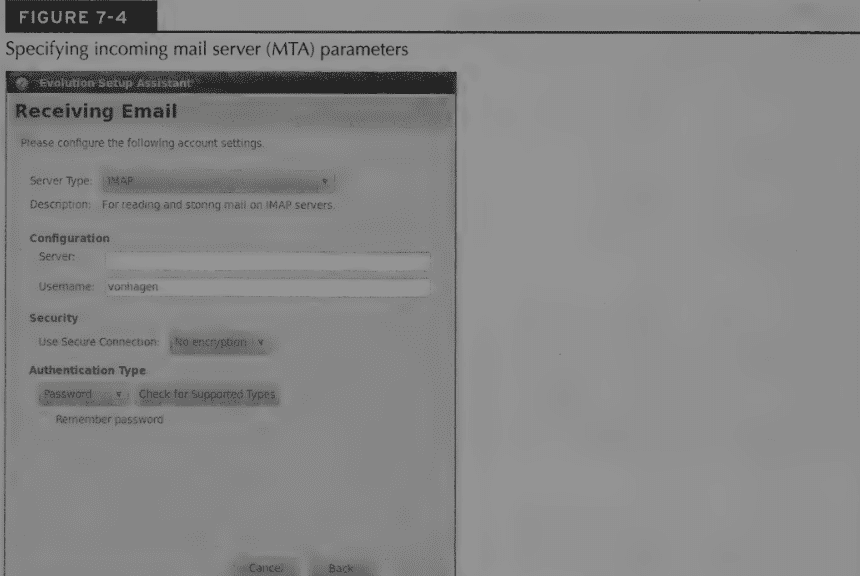 FIGURE 7-4
Specifying incoming mail server (MTA) parameters
Evolution Setup Assistant
Receiving Email
Please configure the following account settings.
Server Type: IMAP
Description: For reading and storing mail on IMAP servers.
Configuration
Server:
Username: vonhagen
Security
Use Secure Connection: No encryption
Authentication Type
Password Check for Supported Types
Remember password
Cancel Back